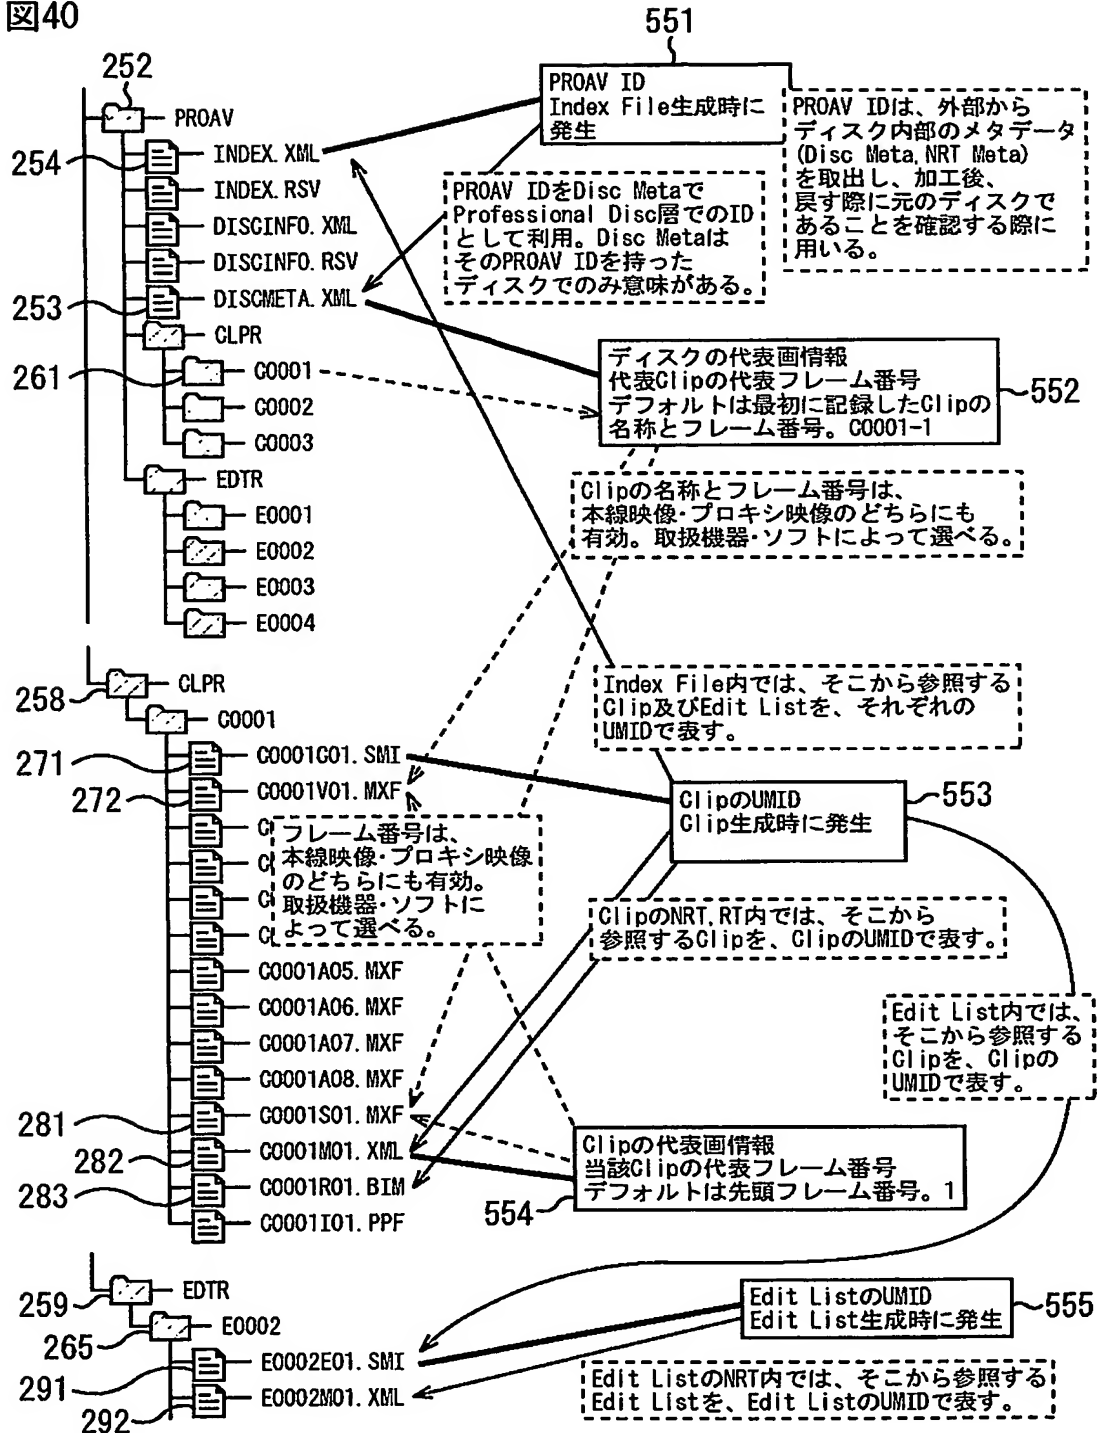 図40
551
252
PROAV
254
INDEX.XML
INDEX.RSV
DISCINFO.XML
DISCINFO.RSV
253
DISCMETA.XML
CLPR
261
C0001
C0002
C0003
EDTR
E0001
E0002
E0003
E0004
PROAV ID
Index File生成時に
発生
PROAV IDは、外部から
ディスク内部のメタデータ
(Disc Meta,NRT Meta)
を取出し、加工後、
戻す際に元のディスクで
あることを確認する際に
用いる。
PROAV IDをDisc Metaで
Professional Disc層でのID
として利用。Disc Metaは
そのPROAV IDを持った
ディスクでのみ意味がある。
ディスクの代表画情報
代表Clipの代表フレーム番号
デフォルトは最初に記録したClipの
名称とフレーム番号。C0001-1
552
Clipの名称とフレーム番号は、
本線映像・プロキシ映像のどちらにも
有効。取扱機器・ソフトによって選べる。
Index File内では、そこから参照する
Clip及びEdit Listを、それぞれの
UMIDで表す。
258
CLPR
C0001
271
C0001C01.SMI
272
C0001V01.MXF
フレーム番号は、
本線映像・プロキシ映像
のどちらにも有効。
取扱機器・ソフトに
よって選べる。
C0001A05.MXF
C0001A06.MXF
C0001A07.MXF
C0001A08.MXF
281
C0001S01.MXF
282
C0001M01.XML
283
C0001R01.BIM
C0001I01.PPF
ClipのUMID
Clip生成時に発生
553
ClipのNRT,RT内では、そこから
参照するClipを、ClipのUMIDで表す。
Edit List内では、
そこから参照する
Clipを、Clipの
UMIDで表す。
Clipの代表画情報
当該Clipの代表フレーム番号
デフォルトは先頭フレーム番号。1
554
259
EDTR
265
E0002
291
E0002E01.SMI
292
E0002M01.XML
Edit ListのUMID
Edit List生成時に発生
555
Edit ListのNRT内では、そこから参照する
Edit Listを、Edit ListのUMIDで表す。